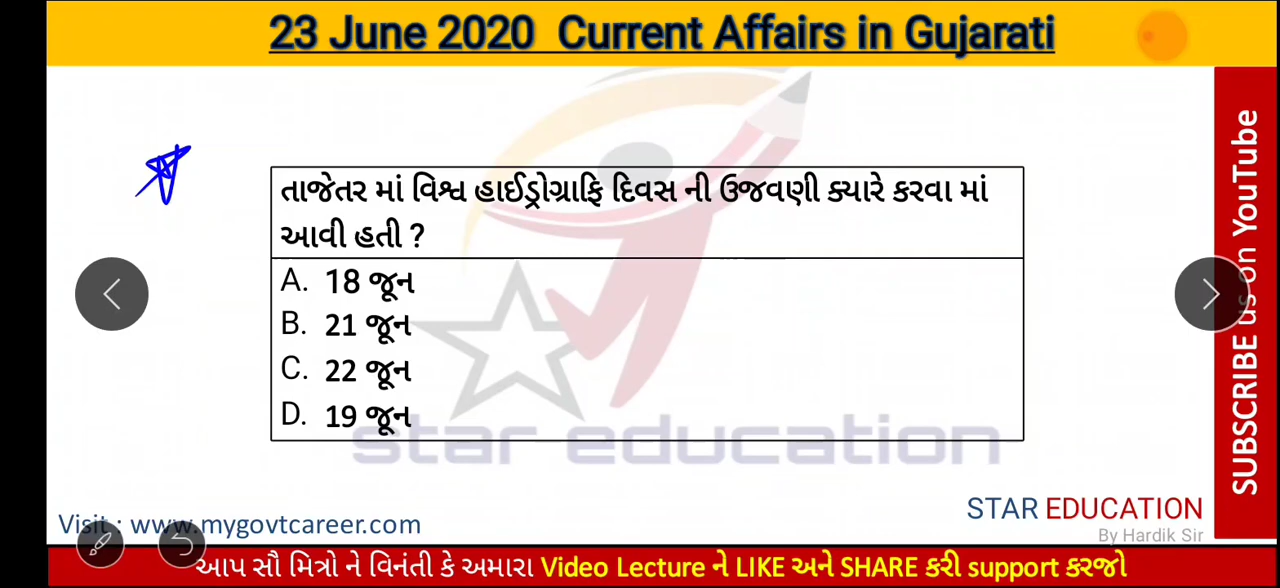 23 June 2020 Current Affairs in Gujarati
તાજેતર માં વિશ્વ હાઈડ્રોગ્રાફિ દિવસ ની ઉજવણી ક્યારે કરવા માં
આવી હતી ?
A. 18 જૂન
B. 21 જૂન
C. 22 જૂન
D. 19 જૂન
star education
SUBSCRIBE us on YouTube
STAR EDUCATION
By Hardik Sir
Visit : www.mygovtcareer.com
આપ સૌ મિત્રો ને વિનંતી કે અમારા Video Lecture ને LIKE અને SHARE કરી support કરજો